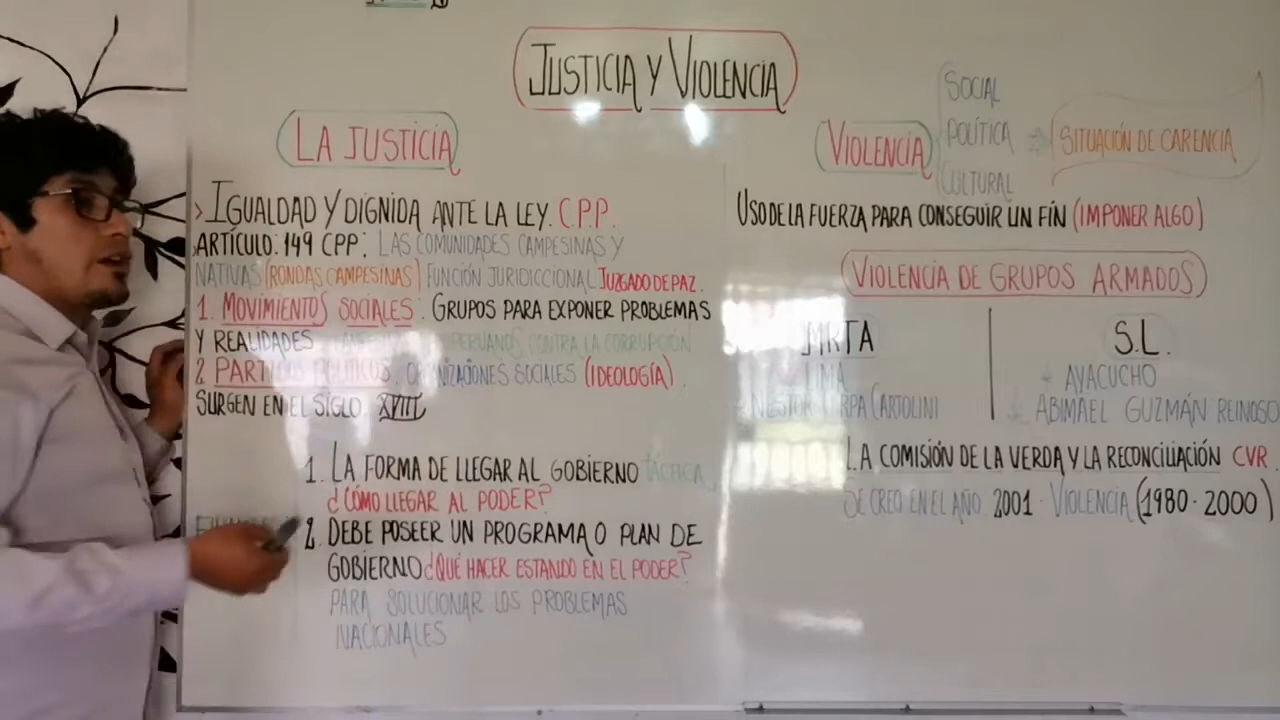 JUSTICIA Y VIOLENCIA
LA JUSTICIA
> IGUALDAD Y DIGNIDA ANTE LA LEY. C.P.P.
ARTÍCULO: 149 CPP: LAS COMUNIDADES CAMPESINAS Y
NATIVAS (RONDAS CAMPESINAS) FUNCIÓN JURIDICCIONAL JUZGADO DE PAZ.
1. MOVIMIENTOS SOCIALES: GRUPOS PARA EXPONER PROBLEMAS
Y REALIDADES PERUANOS CONTRA LA CORRUPCIÓN
2. PARTIDOS POLÍTICOS: ORGANIZACIONES SOCIALES (IDEOLOGÍA).
SURGEN EN EL SIGLO XVIII
1. LA FORMA DE LLEGAR AL GOBIERNO TÁCTICA
¿CÓMO LLEGAR AL PODER?
2. DEBE POSEER UN PROGRAMA O PLAN DE
GOBIERNO ¿QUÉ HACER ESTANDO EN EL PODER?
PARA SOLUCIONAR LOS PROBLEMAS
NACIONALES
VIOLENCIA
SOCIAL
POLÍTICA
CULTURAL
SITUACIÓN DE CARENCIA
USO DE LA FUERZA PARA CONSEGUIR UN FÍN (IMPONER ALGO)
VIOLENCIA DE GRUPOS ARMADOS
MRTA
LIMA
NESTOR CERPA CARTOLINI
S.L.
AYACUCHO
ABIMAEL GUZMÁN REINOSO
LA COMISIÓN DE LA VERDA Y LA RECONCILIACIÓN CVR.
SE CREO EN EL AÑO 2001. VIOLENCIA (1980-2000)